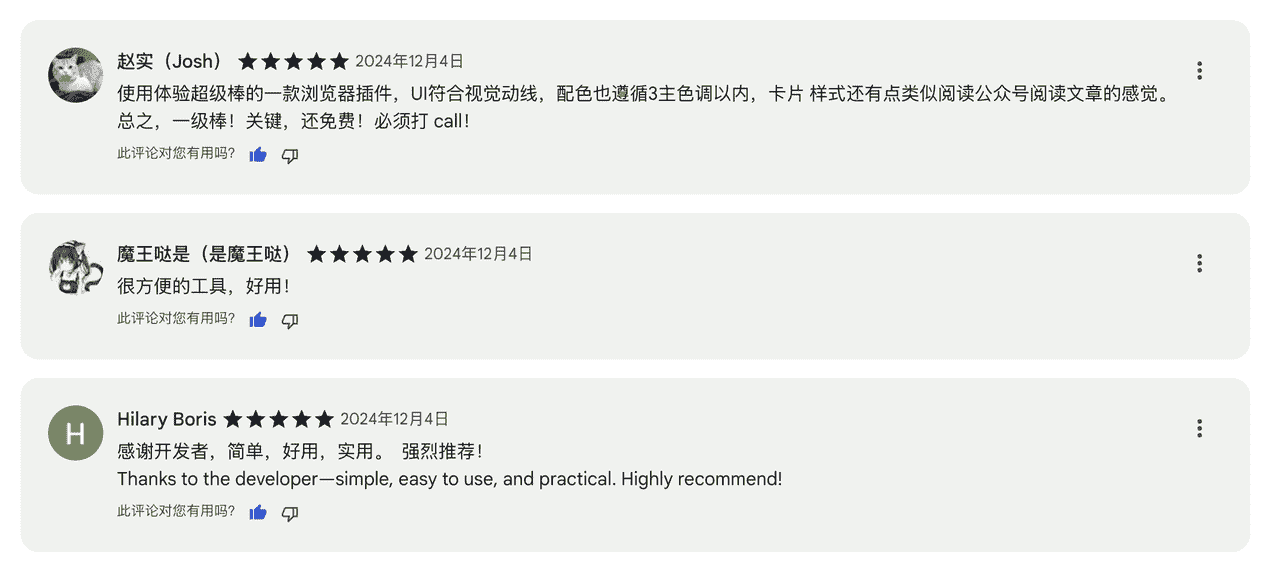 赵实（Josh） ★★★★★ 2024年12月4日
使用体验超级棒的一款浏览器插件，UI符合视觉动线，配色也遵循3主色调以内，卡片 样式还有点类似阅读公众号阅读文章的感觉。
总之，一级棒！关键，还免费！必须打 call！
此评论对您有用吗？
魔王哒是（是魔王哒） ★★★★★ 2024年12月4日
很方便的工具，好用！
此评论对您有用吗？
H
Hilary Boris ★★★★★ 2024年12月4日
感谢开发者，简单，好用，实用。 强烈推荐！
Thanks to the developer—simple, easy to use, and practical. Highly recommend!
此评论对您有用吗？